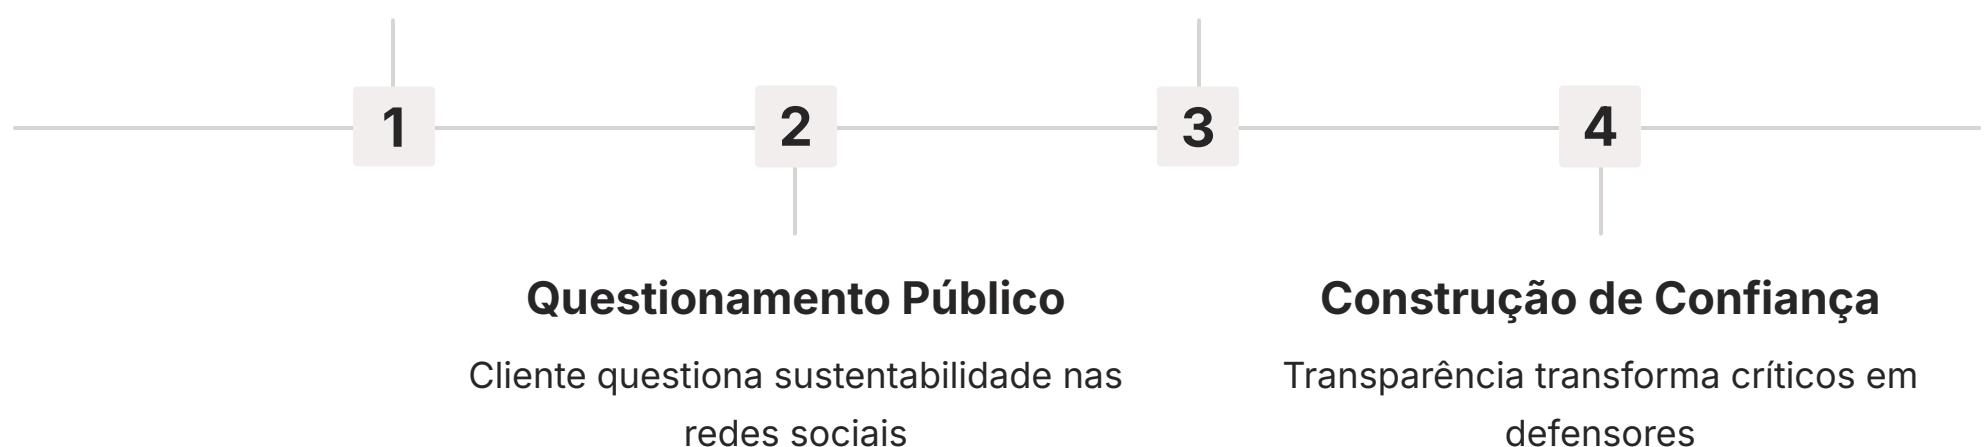 1
2
3
4
Questionamento Público
Cliente questiona sustentabilidade nas
redes sociais
Construção de Confiança
Transparência transforma críticos em
defensores